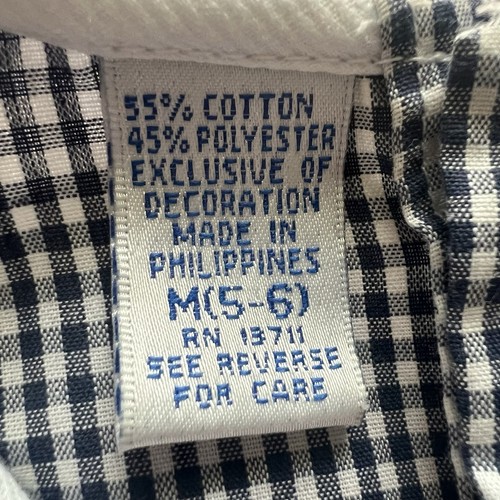 55% COTTON
45% POLYESTER
EXCLUSIVE OF
DECORATION
MADE IN
PHILIPPINES
M(5-6)
RN 13711
SEE REVERSE
FOR CARE